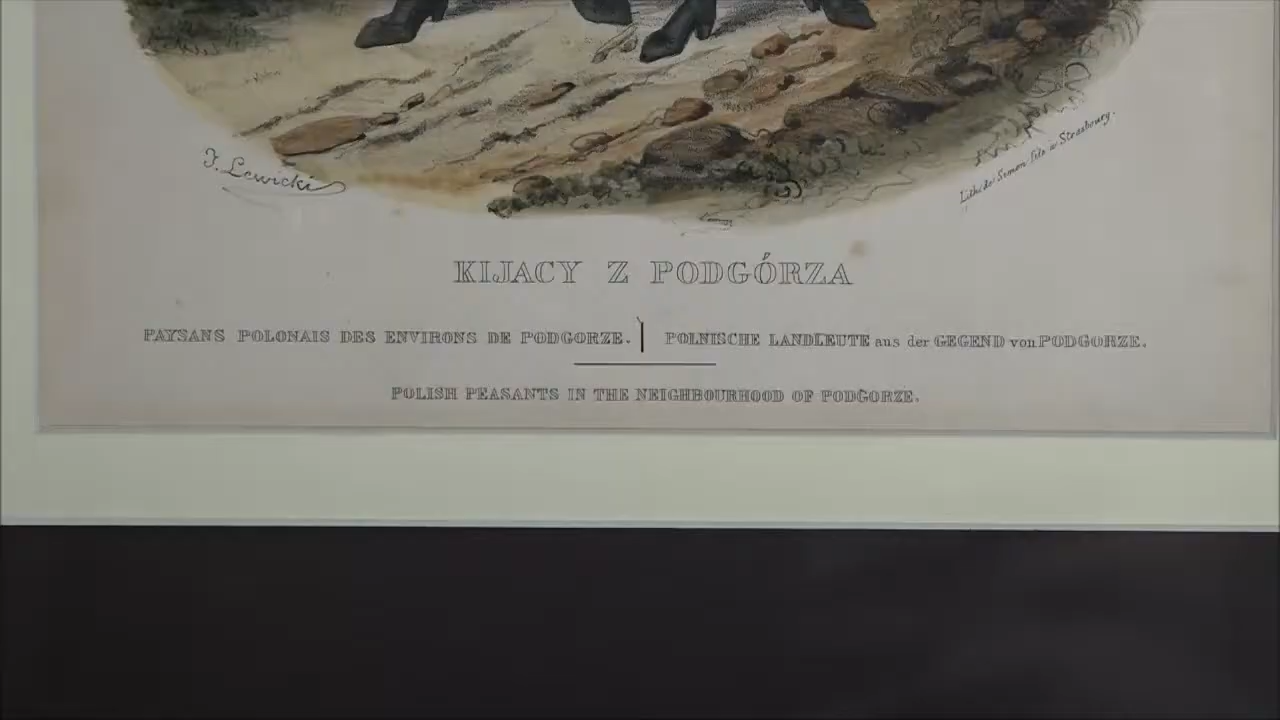 J. Lewicki
Lith. de Simon fils à Strasbourg.
KIJACY Z PODGÓRZA
PAYSANS POLONAIS DES ENVIRONS DE PODGORZE.
POLNISCHE LANDLEUTE aus der GEGEND von PODGORZE.
POLISH PEASANTS IN THE NEIGHBOURHOOD OF PODGORZE.